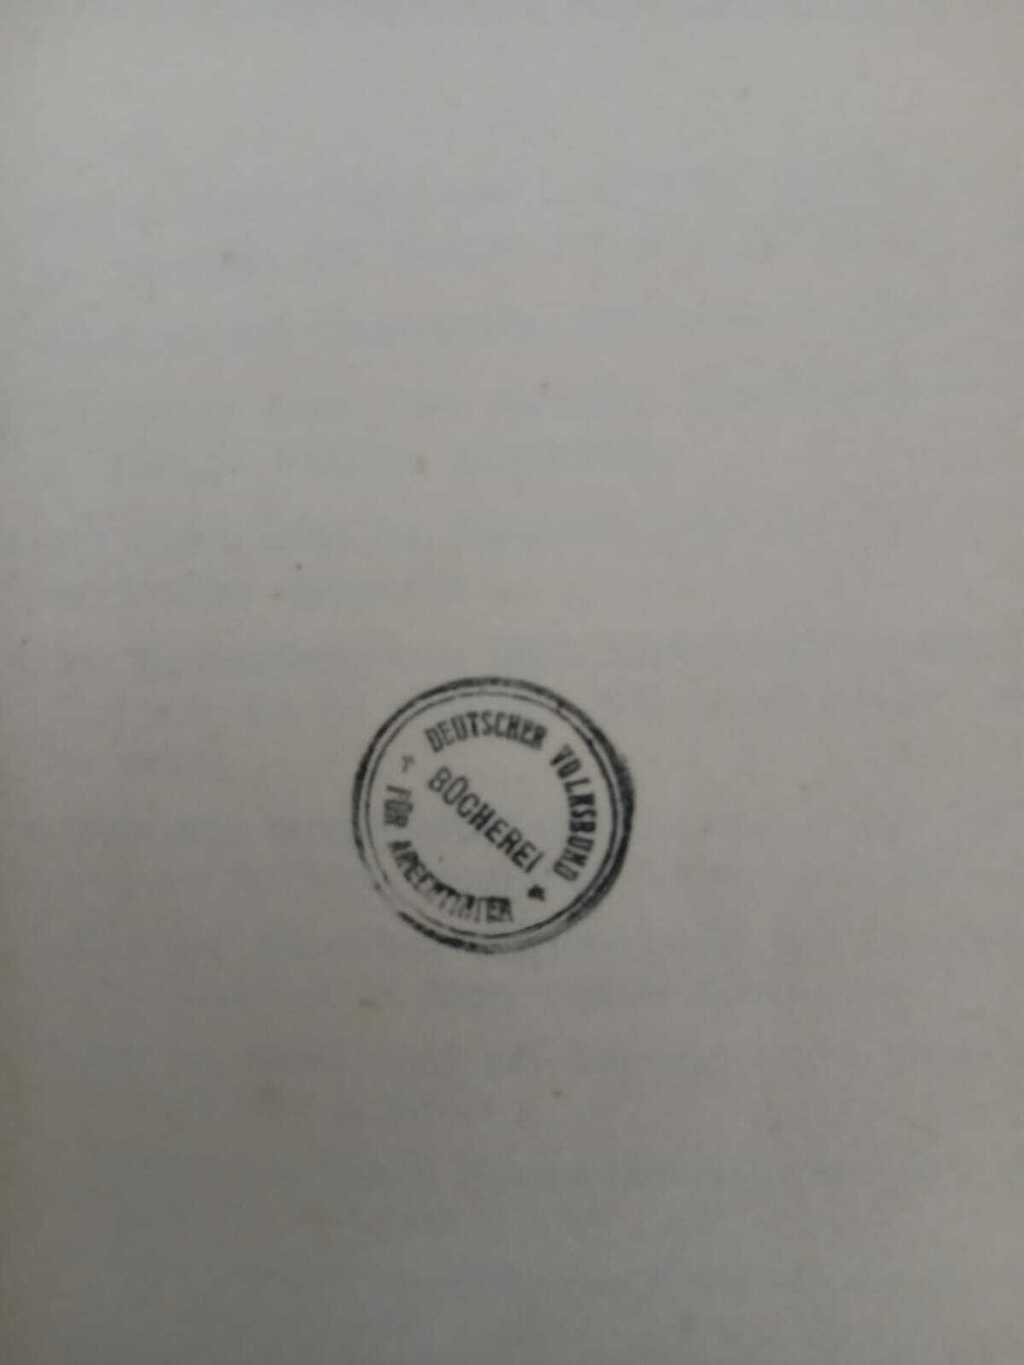 DEUTSCHER VOLKSBUND
FÜR ARGENTINIEN
BÜCHEREI